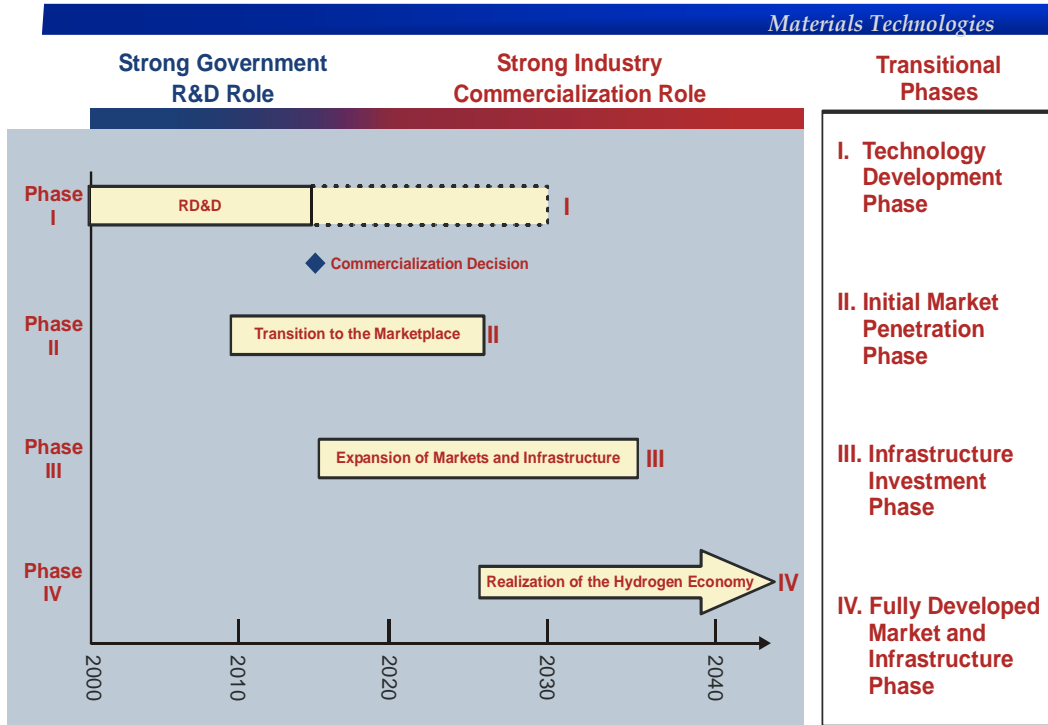 Materials Technologies
Strong Government
R&D Role
Strong Industry
Commercialization Role
Transitional
Phases
Phase
I
RD&D
I
Commercialization Decision
Phase
II
Transition to the Marketplace
II
Phase
III
Expansion of Markets and Infrastructure
III
Phase
IV
Realization of the Hydrogen Economy
IV
2000
2010
2020
2030
2040
I. Technology
Development
Phase
II. Initial Market
Penetration
Phase
III. Infrastructure
Investment
Phase
IV. Fully Developed
Market and
Infrastructure
Phase